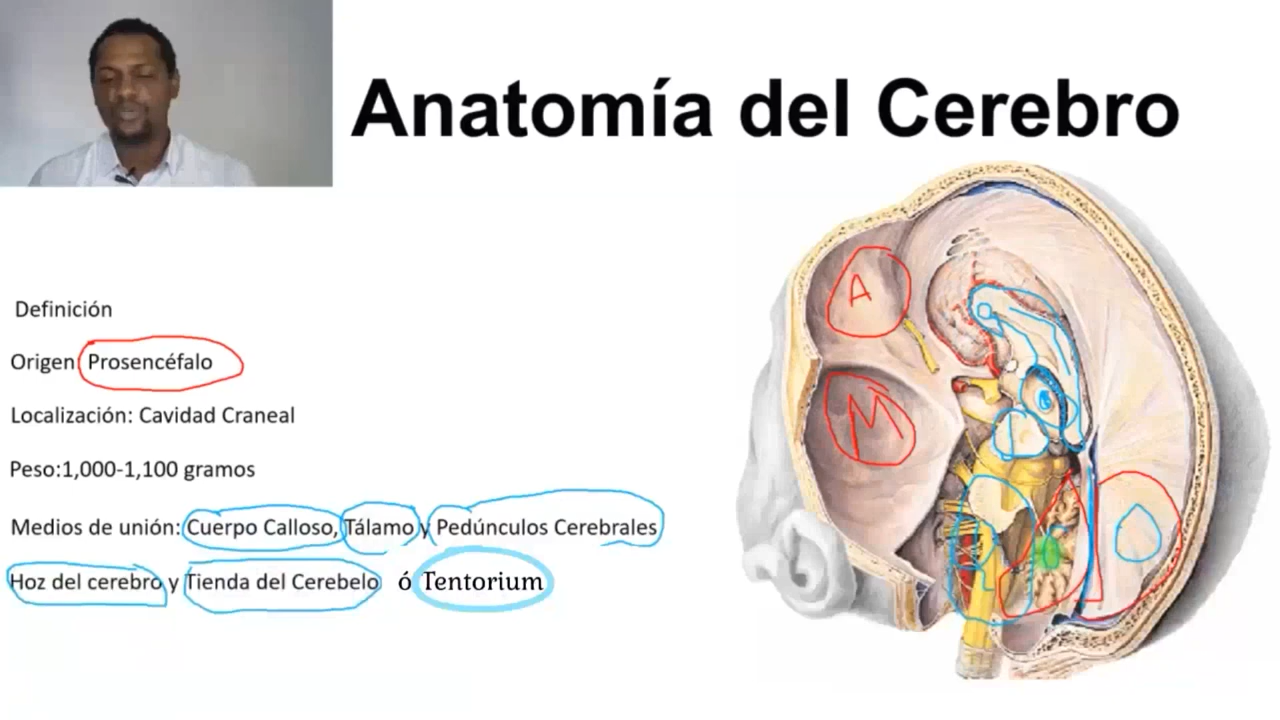 Anatomía del Cerebro
Definición
Origen: Prosencéfalo
Localización: Cavidad Craneal
Peso:1,000-1,100 gramos
Medios de unión: Cuerpo Calloso, Tálamo y Pedúnculos Cerebrales
Hoz del cerebro y Tienda del Cerebelo ó Tentorium
A
M